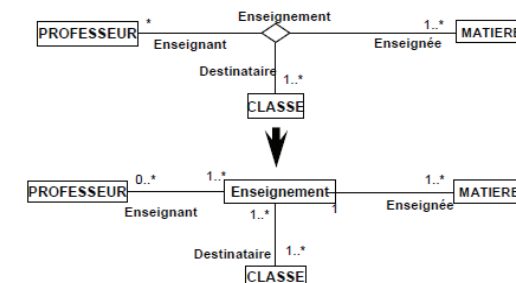 Enseignement
* 1..*
PROFESSEUR MATIERE
Enseignant Enseignée
Destinataire
1..*
CLASSE
0..* 1..* 1..*
PROFESSEUR Enseignement MATIERE
1
Enseignant Enseignée
1..*
Destinataire 1..*
CLASSE